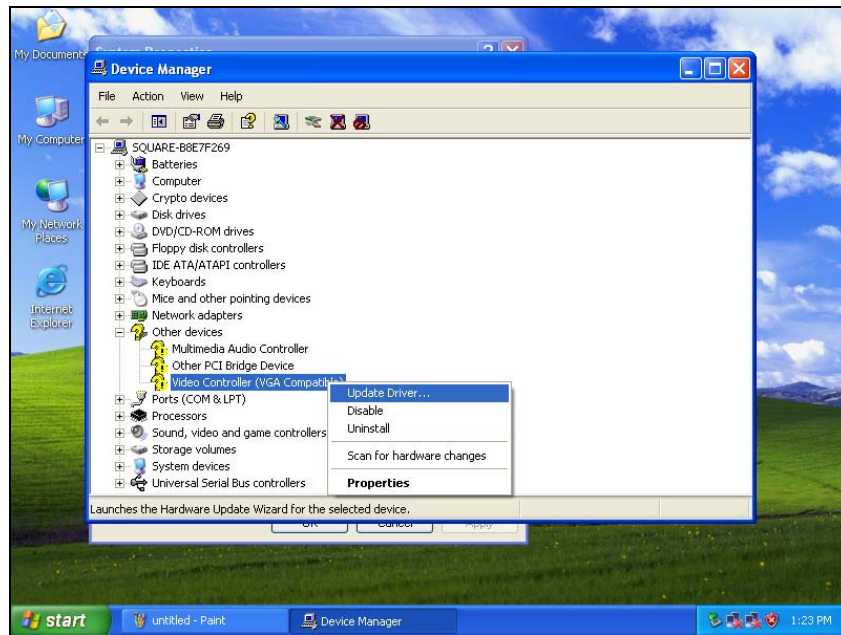 My Documents
System Properties
Device Manager
File Action View Help
My Computer
SQUARE-B8E7F269
Batteries
Computer
Crypto devices
Disk drives
DVD/CD-ROM drives
Floppy disk controllers
IDE ATA/ATAPI controllers
Keyboards
Mice and other pointing devices
Network adapters
Other devices
Multimedia Audio Controller
Other PCI Bridge Device
Video Controller (VGA Compatible)
Ports (COM & LPT)
Processors
Sound, video and game controllers
Storage volumes
System devices
Universal Serial Bus controllers
My Network
Places
Internet
Explorer
Update Driver...
Disable
Uninstall
Scan for hardware changes
Properties
Launches the Hardware Update Wizard for the selected device.
OK Cancel Apply
start untitled - Paint Device Manager 1:23 PM